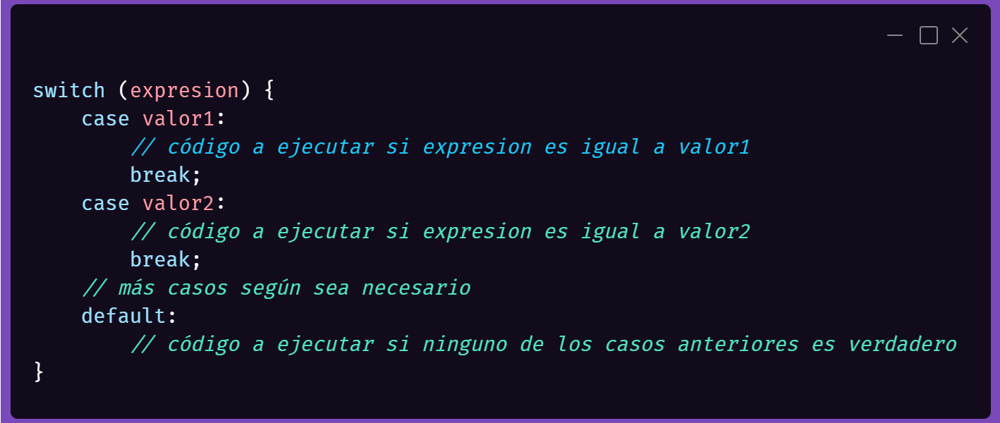 switch (expresion) {
    case valor1:
        // código a ejecutar si expresion es igual a valor1
        break;
    case valor2:
        // código a ejecutar si expresion es igual a valor2
        break;
    // más casos según sea necesario
    default:
        // código a ejecutar si ninguno de los casos anteriores es verdadero
}